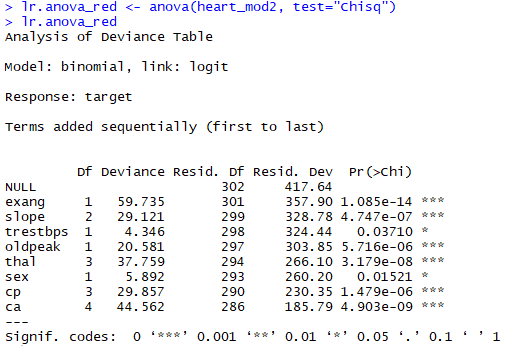 > lr.anova_red <- anova(heart_mod2, test="Chisq")
> lr.anova_red
Analysis of Deviance Table
Model: binomial, link: logit
Response: target
Terms added sequentially (first to last)
Df Deviance Resid. Df Resid. Dev Pr(>Chi)
NULL 302 417.64
exang 1 59.735 301 357.90 1.085e-14 ***
slope 2 29.121 299 328.78 4.747e-07 ***
trestbps 1 4.346 298 324.44 0.03710 *
oldpeak 1 20.581 297 303.85 5.716e-06 ***
thal 3 37.759 294 266.10 3.179e-08 ***
sex 1 5.892 293 260.20 0.01521 *
cp 3 29.857 290 230.35 1.479e-06 ***
ca 4 44.562 286 185.79 4.903e-09 ***
---
Signif. codes: 0 ‘***’ 0.001 ‘**’ 0.01 ‘*’ 0.05 ‘.’ 0.1 ‘ ’ 1